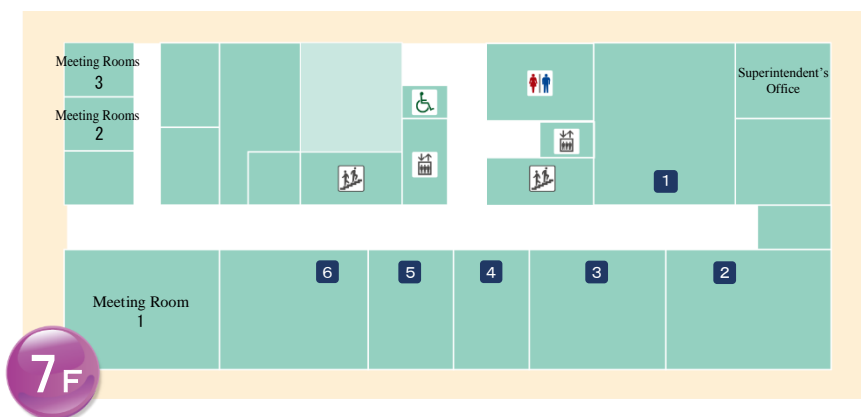 Meeting Rooms
3
Meeting Rooms
2
Superintendent's
Office
1
6
5
4
3
2
Meeting Room
1
7F